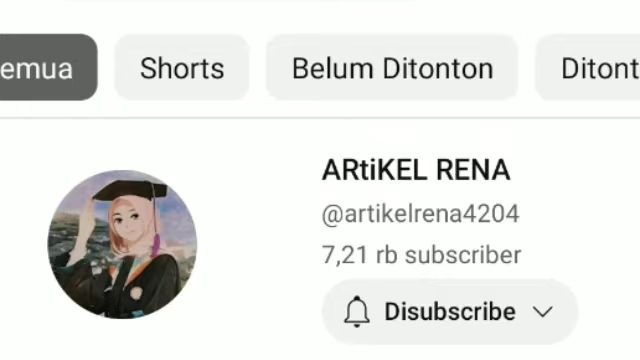 emua Shorts Belum Ditonton Ditont
ARtiKEL RENA
@artikelrena4204
7,21 rb subscriber
Disubscribe